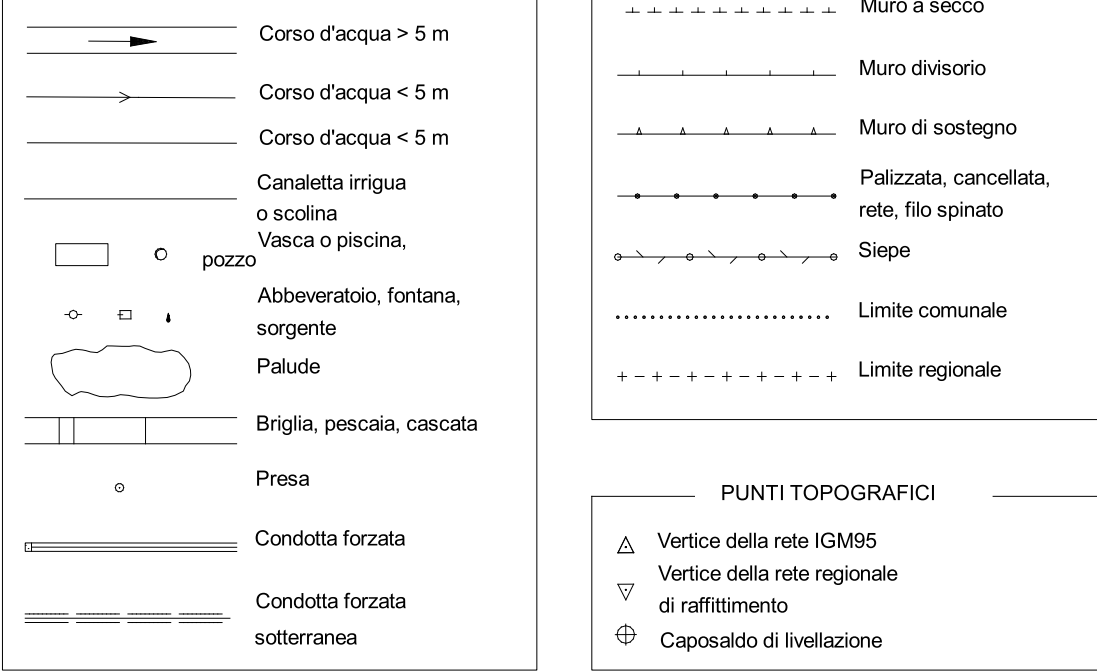 Corso d'acqua > 5 m
Corso d'acqua < 5 m
Corso d'acqua < 5 m
Canaletta irrigua
o scolina
Vasca o piscina,
pozzo
Abbeveratoio, fontana,
sorgente
Palude
Briglia, pescaia, cascata
Presa
Condotta forzata
Condotta forzata
sotterranea
Muro a secco
Muro divisorio
Muro di sostegno
Palizzata, cancellata,
rete, filo spinato
Siepe
Limite comunale
Limite regionale
PUNTI TOPOGRAFICI
Vertice della rete IGM95
Vertice della rete regionale
di raffittimento
Caposaldo di livellazione